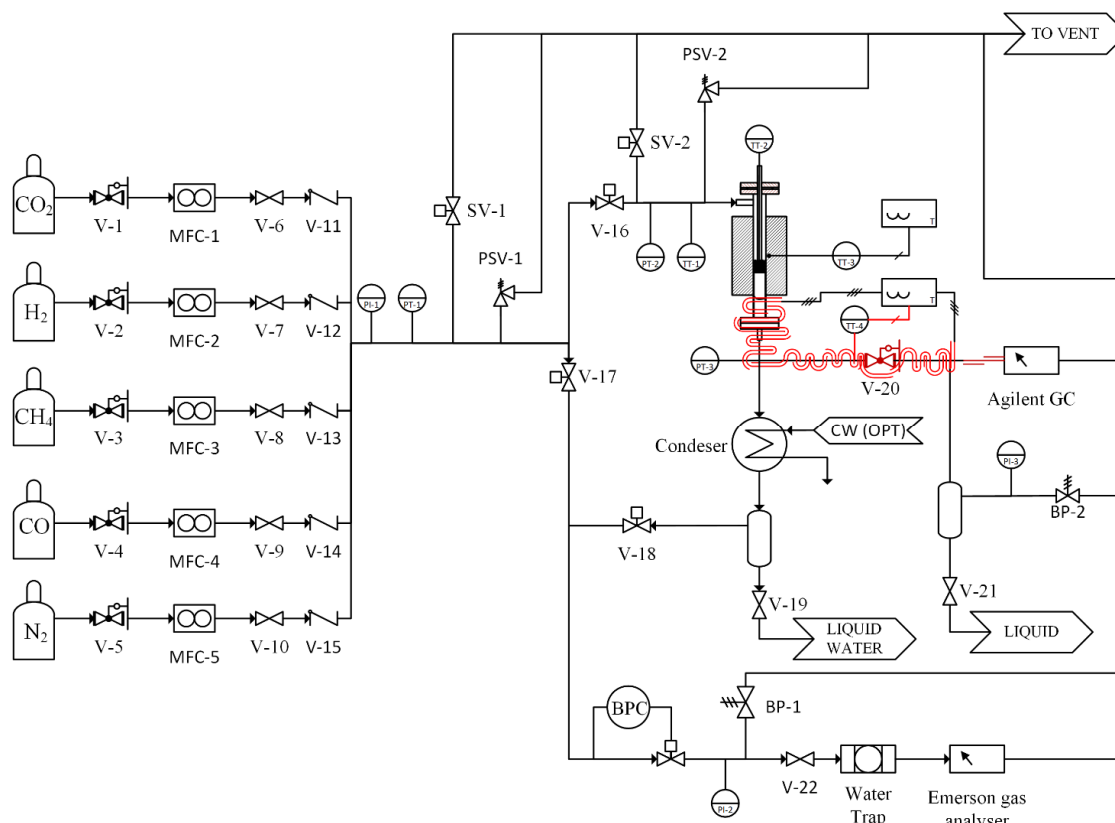 TO VENT
PSV-2
TT-2
SV-2
CO₂
V-1
MFC-1
V-6
V-11
SV-1
V-16
PT-2
TT-1
TT-3
T
PSV-1
H₂
V-2
MFC-2
V-7
V-12
PI-1
PT-1
T
TT-4
PT-3
V-20
Agilent GC
V-17
CH₄
V-3
MFC-3
V-8
V-13
Condeser
CW (OPT)
PI-3
BP-2
CO
V-4
MFC-4
V-9
V-14
V-18
V-19
V-21
LIQUID
WATER
LIQUID
N₂
V-5
MFC-5
V-10
V-15
BPC
BP-1
PI-2
V-22
Water
Trap
Emerson gas
analyser